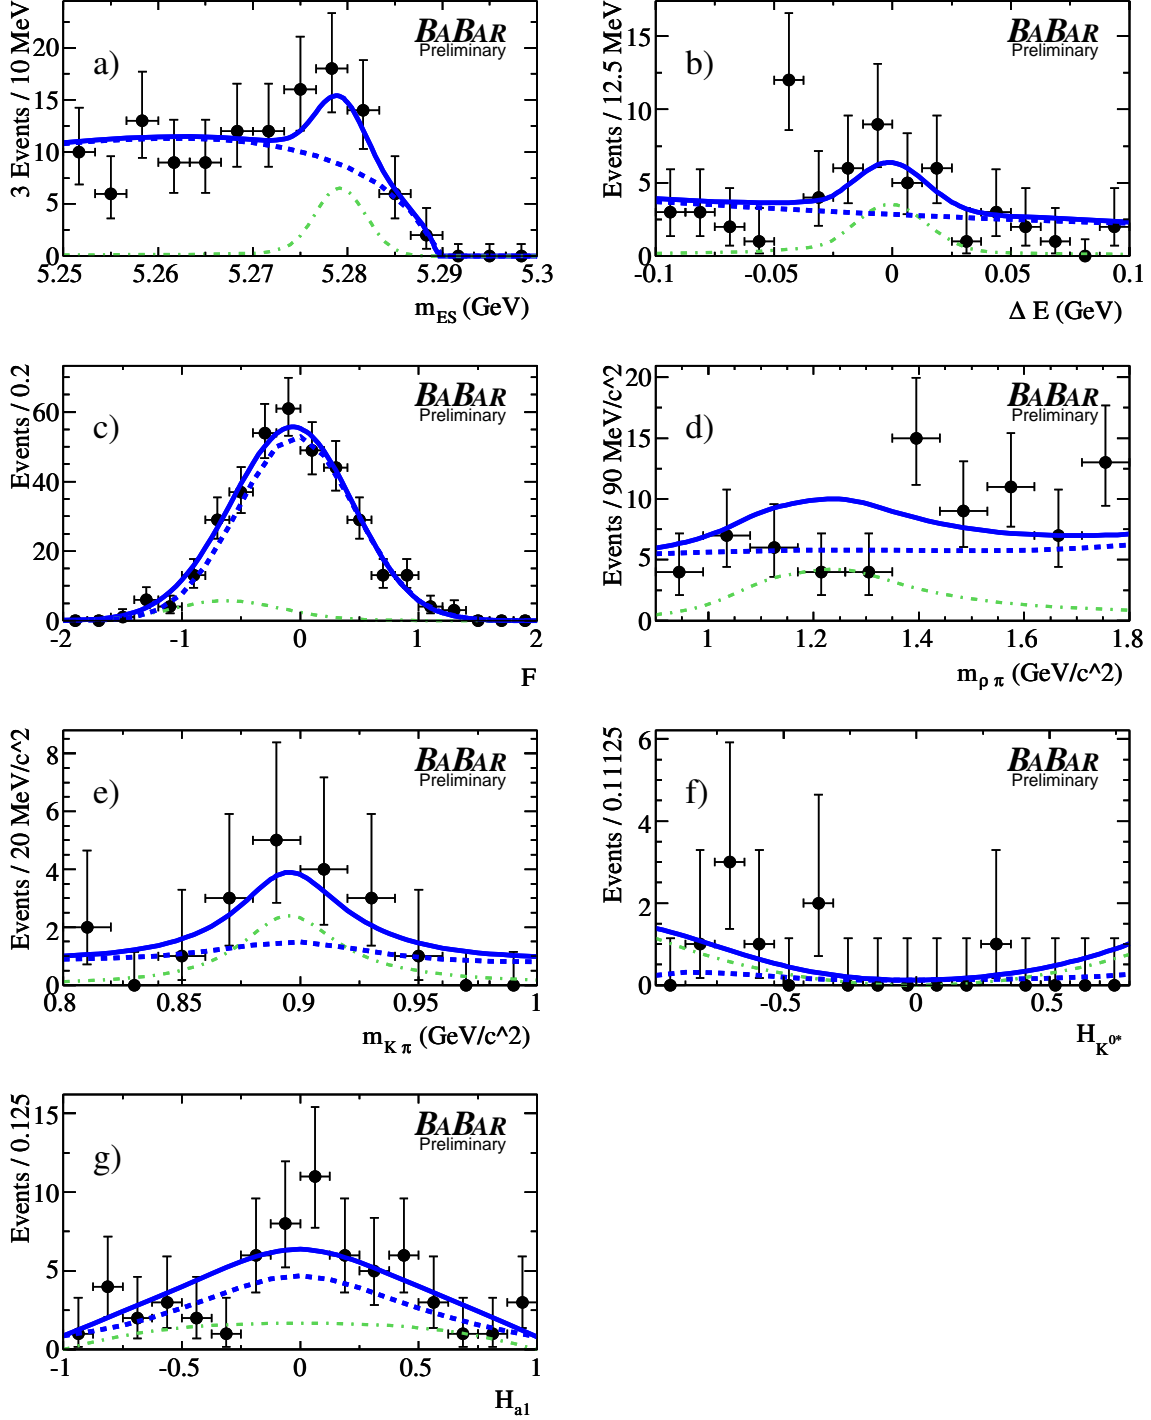 a)
BABAR
Preliminary
3 Events / 10 MeV
20
15
10
5
0
5.25 5.26 5.27 5.28 5.29 5.3
m_ES (GeV)
b)
BABAR
Preliminary
Events / 12.5 MeV
15
10
5
0
-0.1 -0.05 0 0.05 0.1
Δ E (GeV)
c)
BABAR
Preliminary
Events / 0.2
60
40
20
0
-2 -1 0 1 2
F
d)
BABAR
Preliminary
Events / 90 MeV/c^2
20
15
10
5
0
1 1.2 1.4 1.6 1.8
m_ρ π (GeV/c^2)
e)
BABAR
Preliminary
Events / 20 MeV/c^2
8
6
4
2
0
0.8 0.85 0.9 0.95 1
m_K π (GeV/c^2)
f)
BABAR
Preliminary
Events / 0.11125
6
4
2
0
-0.5 0 0.5
H_K^0*
g)
BABAR
Preliminary
Events / 0.125
15
10
5
0
-1 -0.5 0 0.5 1
H_a1